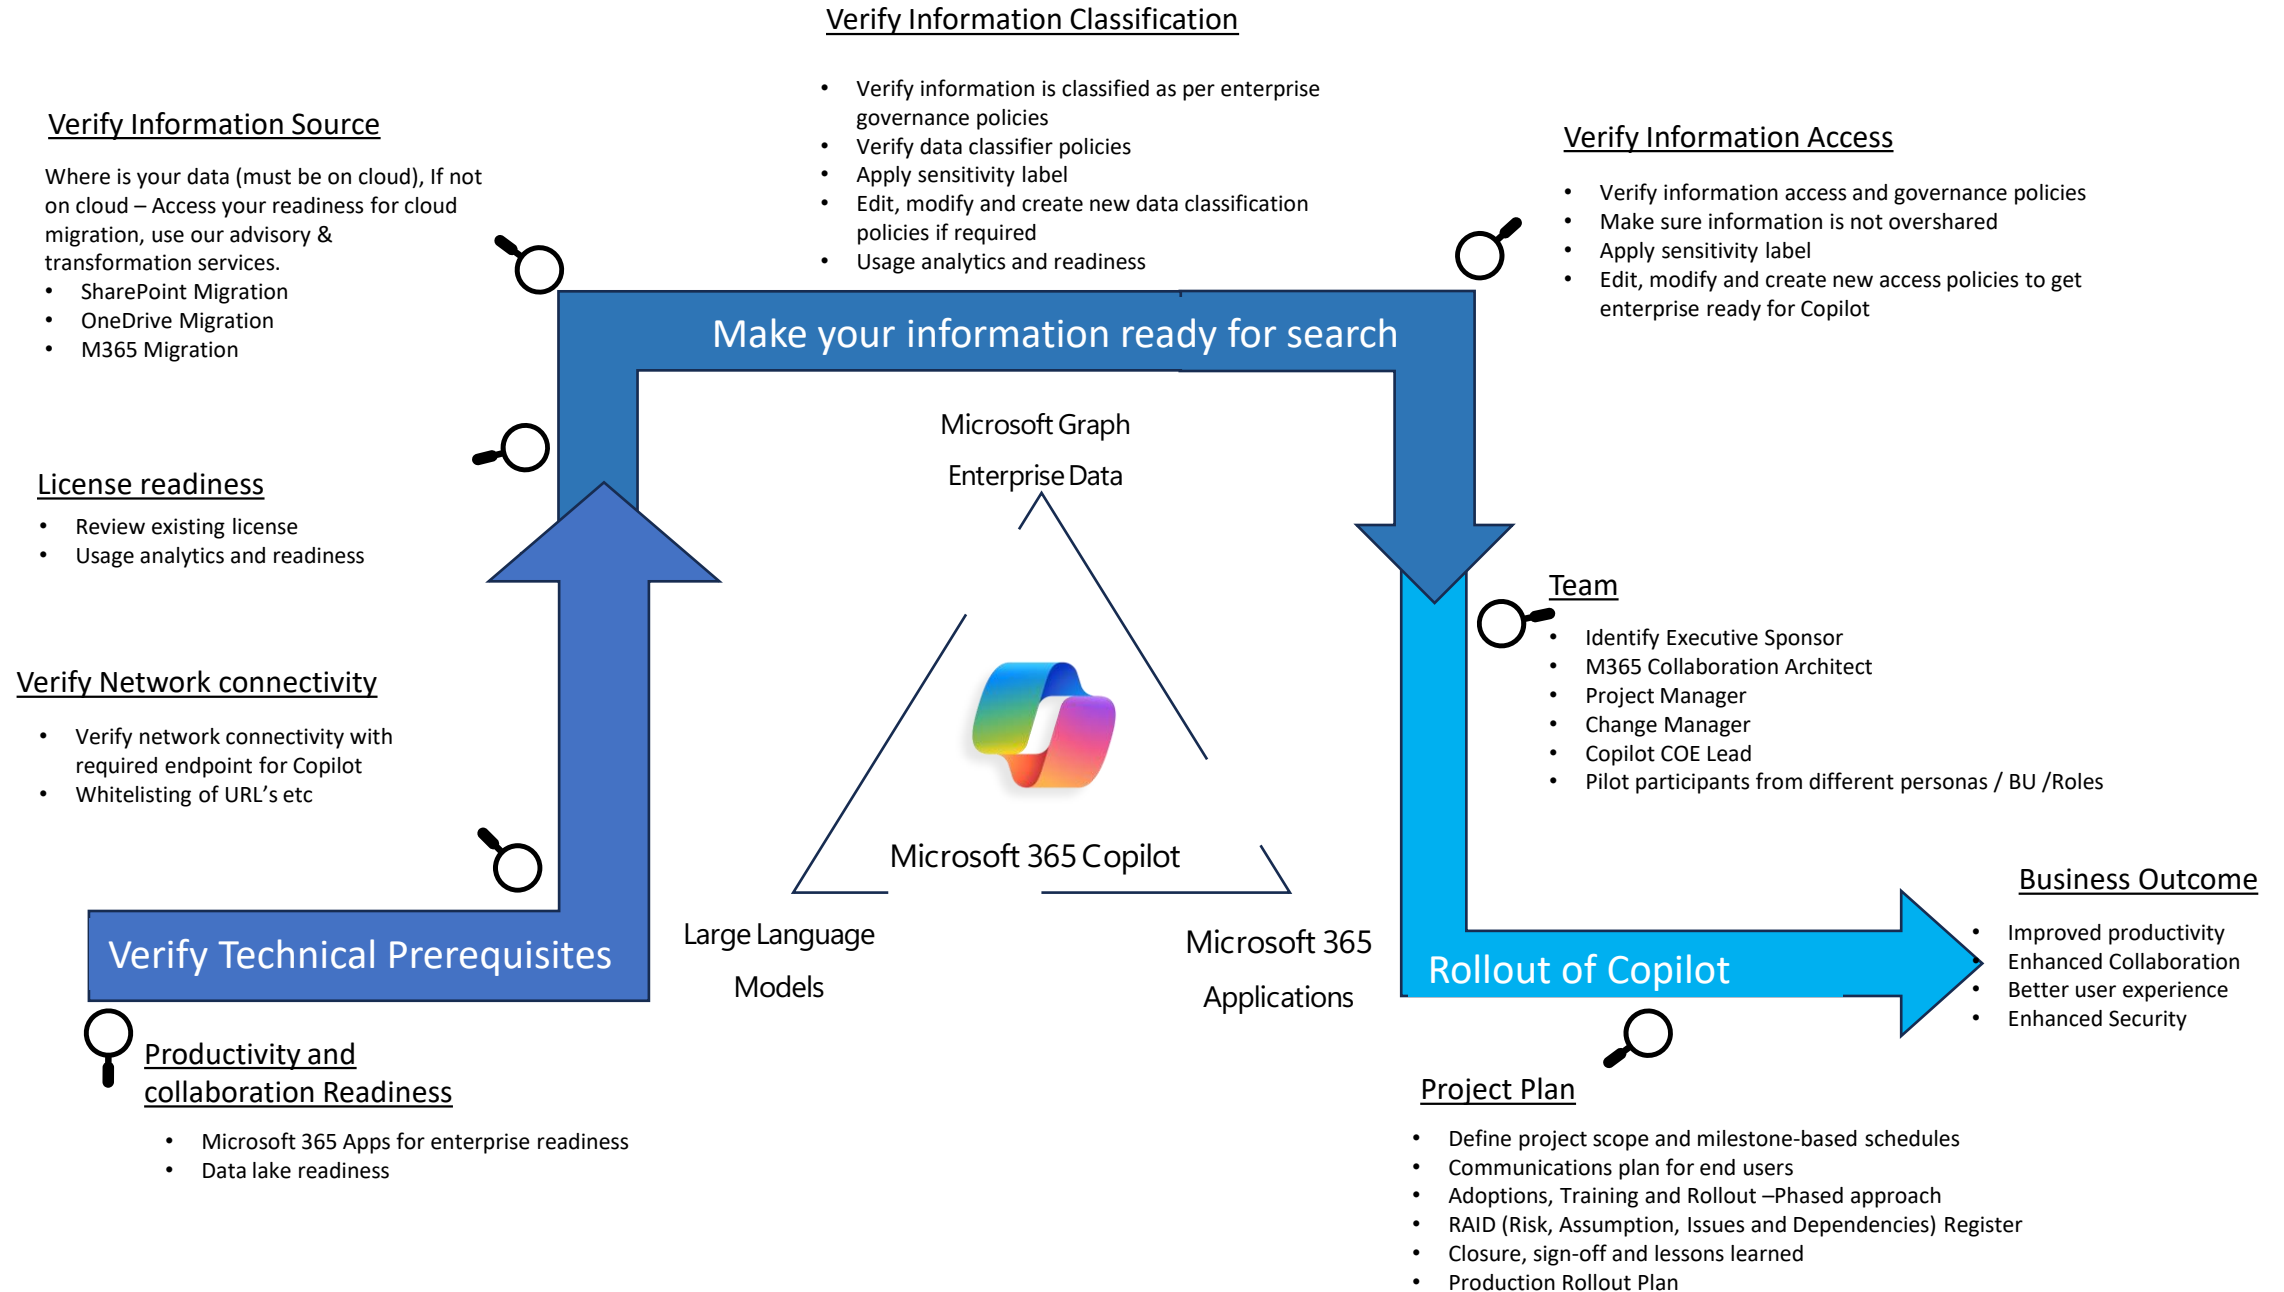 Verify Information Classification
• Verify information is classified as per enterprise
governance policies
• Verify data classifier policies
• Apply sensitivity label
• Edit, modify and create new data classification
policies if required
• Usage analytics and readiness
Verify Information Source
Where is your data (must be on cloud), If not
on cloud – Access your readiness for cloud
migration, use our advisory &
transformation services.
• SharePoint Migration
• OneDrive Migration
• M365 Migration
Verify Information Access
• Verify information access and governance policies
• Make sure information is not overshared
• Apply sensitivity label
• Edit, modify and create new access policies to get
enterprise ready for Copilot
Make your information ready for search
Microsoft Graph
Enterprise Data
License readiness
• Review existing license
• Usage analytics and readiness
Team
• Identify Executive Sponsor
• M365 Collaboration Architect
• Project Manager
• Change Manager
• Copilot COE Lead
• Pilot participants from different personas / BU /Roles
Verify Network connectivity
• Verify network connectivity with
required endpoint for Copilot
• Whitelisting of URL’s etc
Microsoft 365 Copilot
Large Language
Models
Microsoft 365
Applications
Verify Technical Prerequisites
Rollout of Copilot
Business Outcome
• Improved productivity
• Enhanced Collaboration
• Better user experience
• Enhanced Security
Productivity and
collaboration Readiness
• Microsoft 365 Apps for enterprise readiness
• Data lake readiness
Project Plan
• Define project scope and milestone-based schedules
• Communications plan for end users
• Adoptions, Training and Rollout –Phased approach
• RAID (Risk, Assumption, Issues and Dependencies) Register
• Closure, sign-off and lessons learned
• Production Rollout Plan